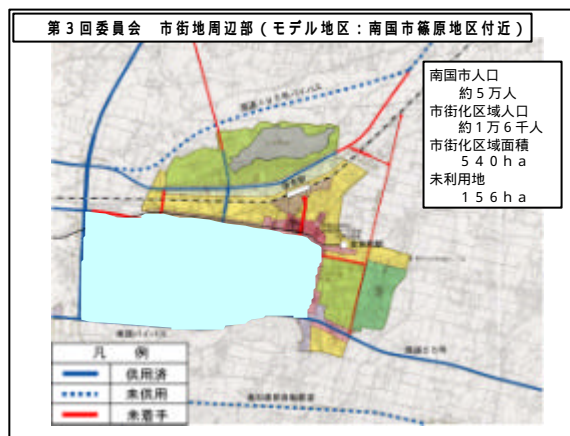 第３回委員会　市街地周辺部（モデル地区：南国市篠原地区付近）
南国市人口
約５万人
市街化区域人口
約１万６千人
市街化区域面積
５４０ｈａ
未利用地
１５６ｈａ
凡　例
供用済
未供用
未着手